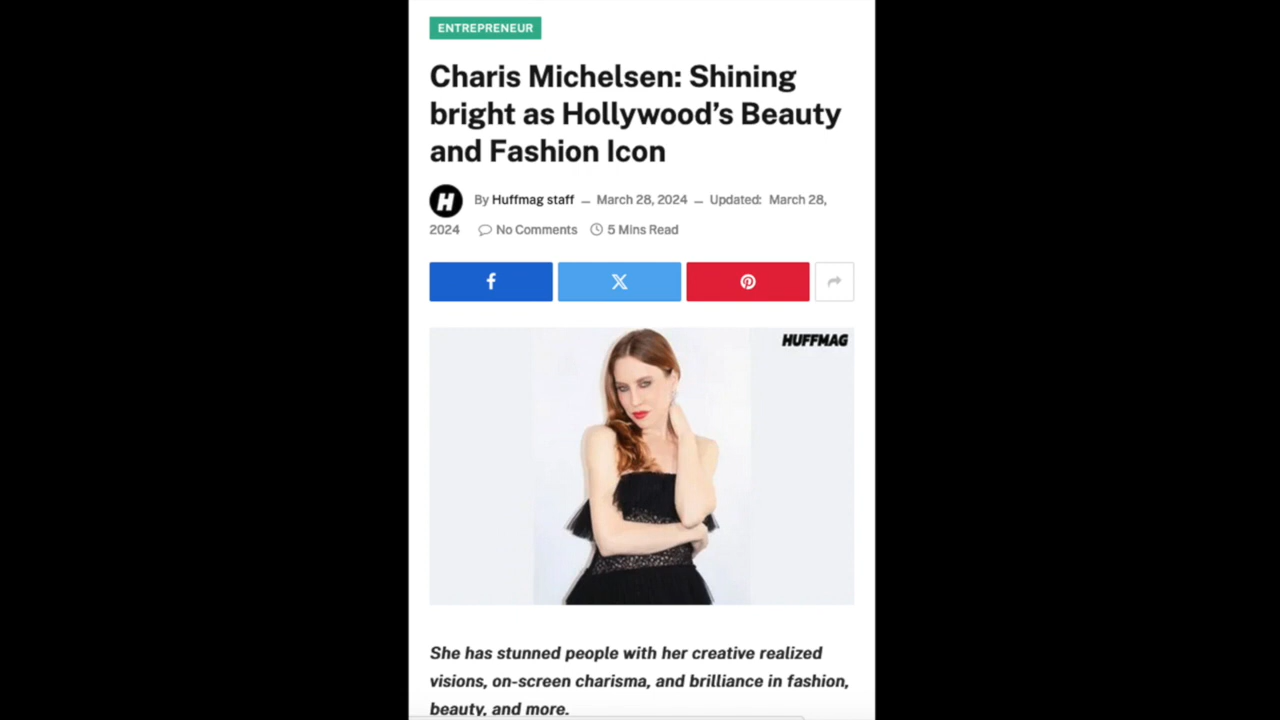 ENTREPRENEUR
Charis Michelsen: Shining
bright as Hollywood’s Beauty
and Fashion Icon
H By Huffmag staff — March 28, 2024 — Updated: March 28,
2024 No Comments 5 Mins Read
HUFFMAG
She has stunned people with her creative realized
visions, on-screen charisma, and brilliance in fashion,
beauty, and more.